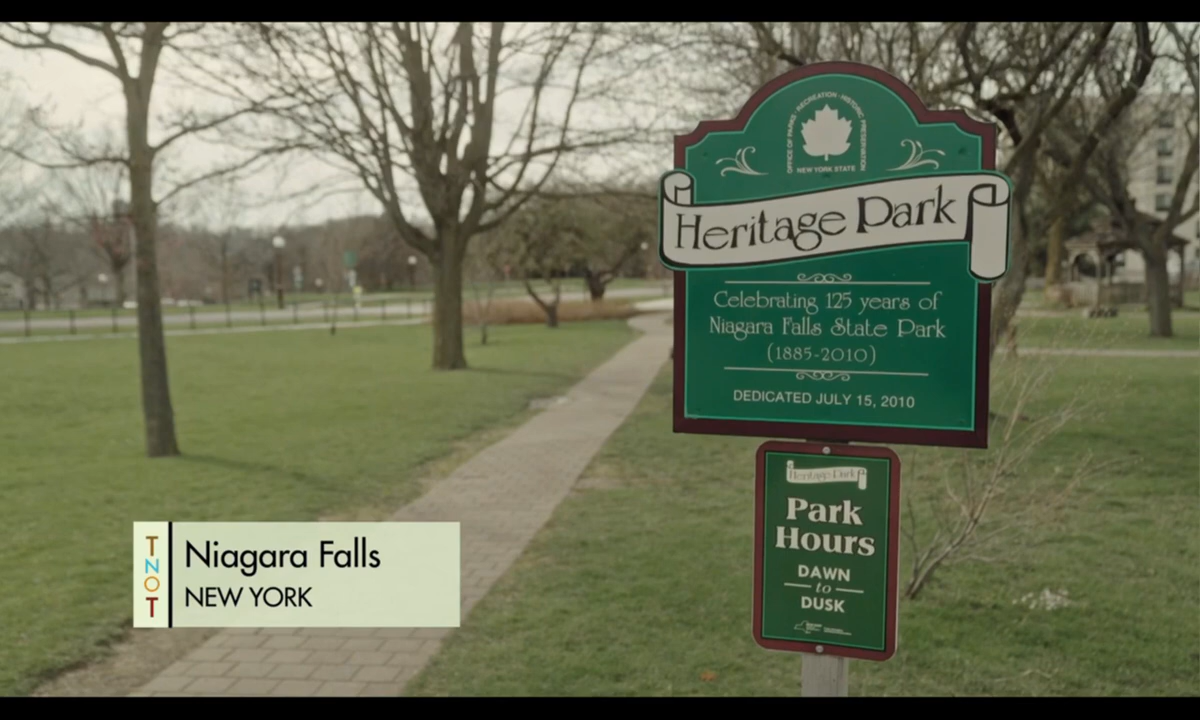 OFFICE OF PARKS · RECREATION · HISTORIC PRESERVATION
NEW YORK STATE
Heritage Park
Celebrating 125 years of
Niagara Falls State Park
(1885-2010)
DEDICATED JULY 15, 2010
Heritage Park
Park
Hours
DAWN
to
DUSK
TNOT
Niagara Falls
NEW YORK